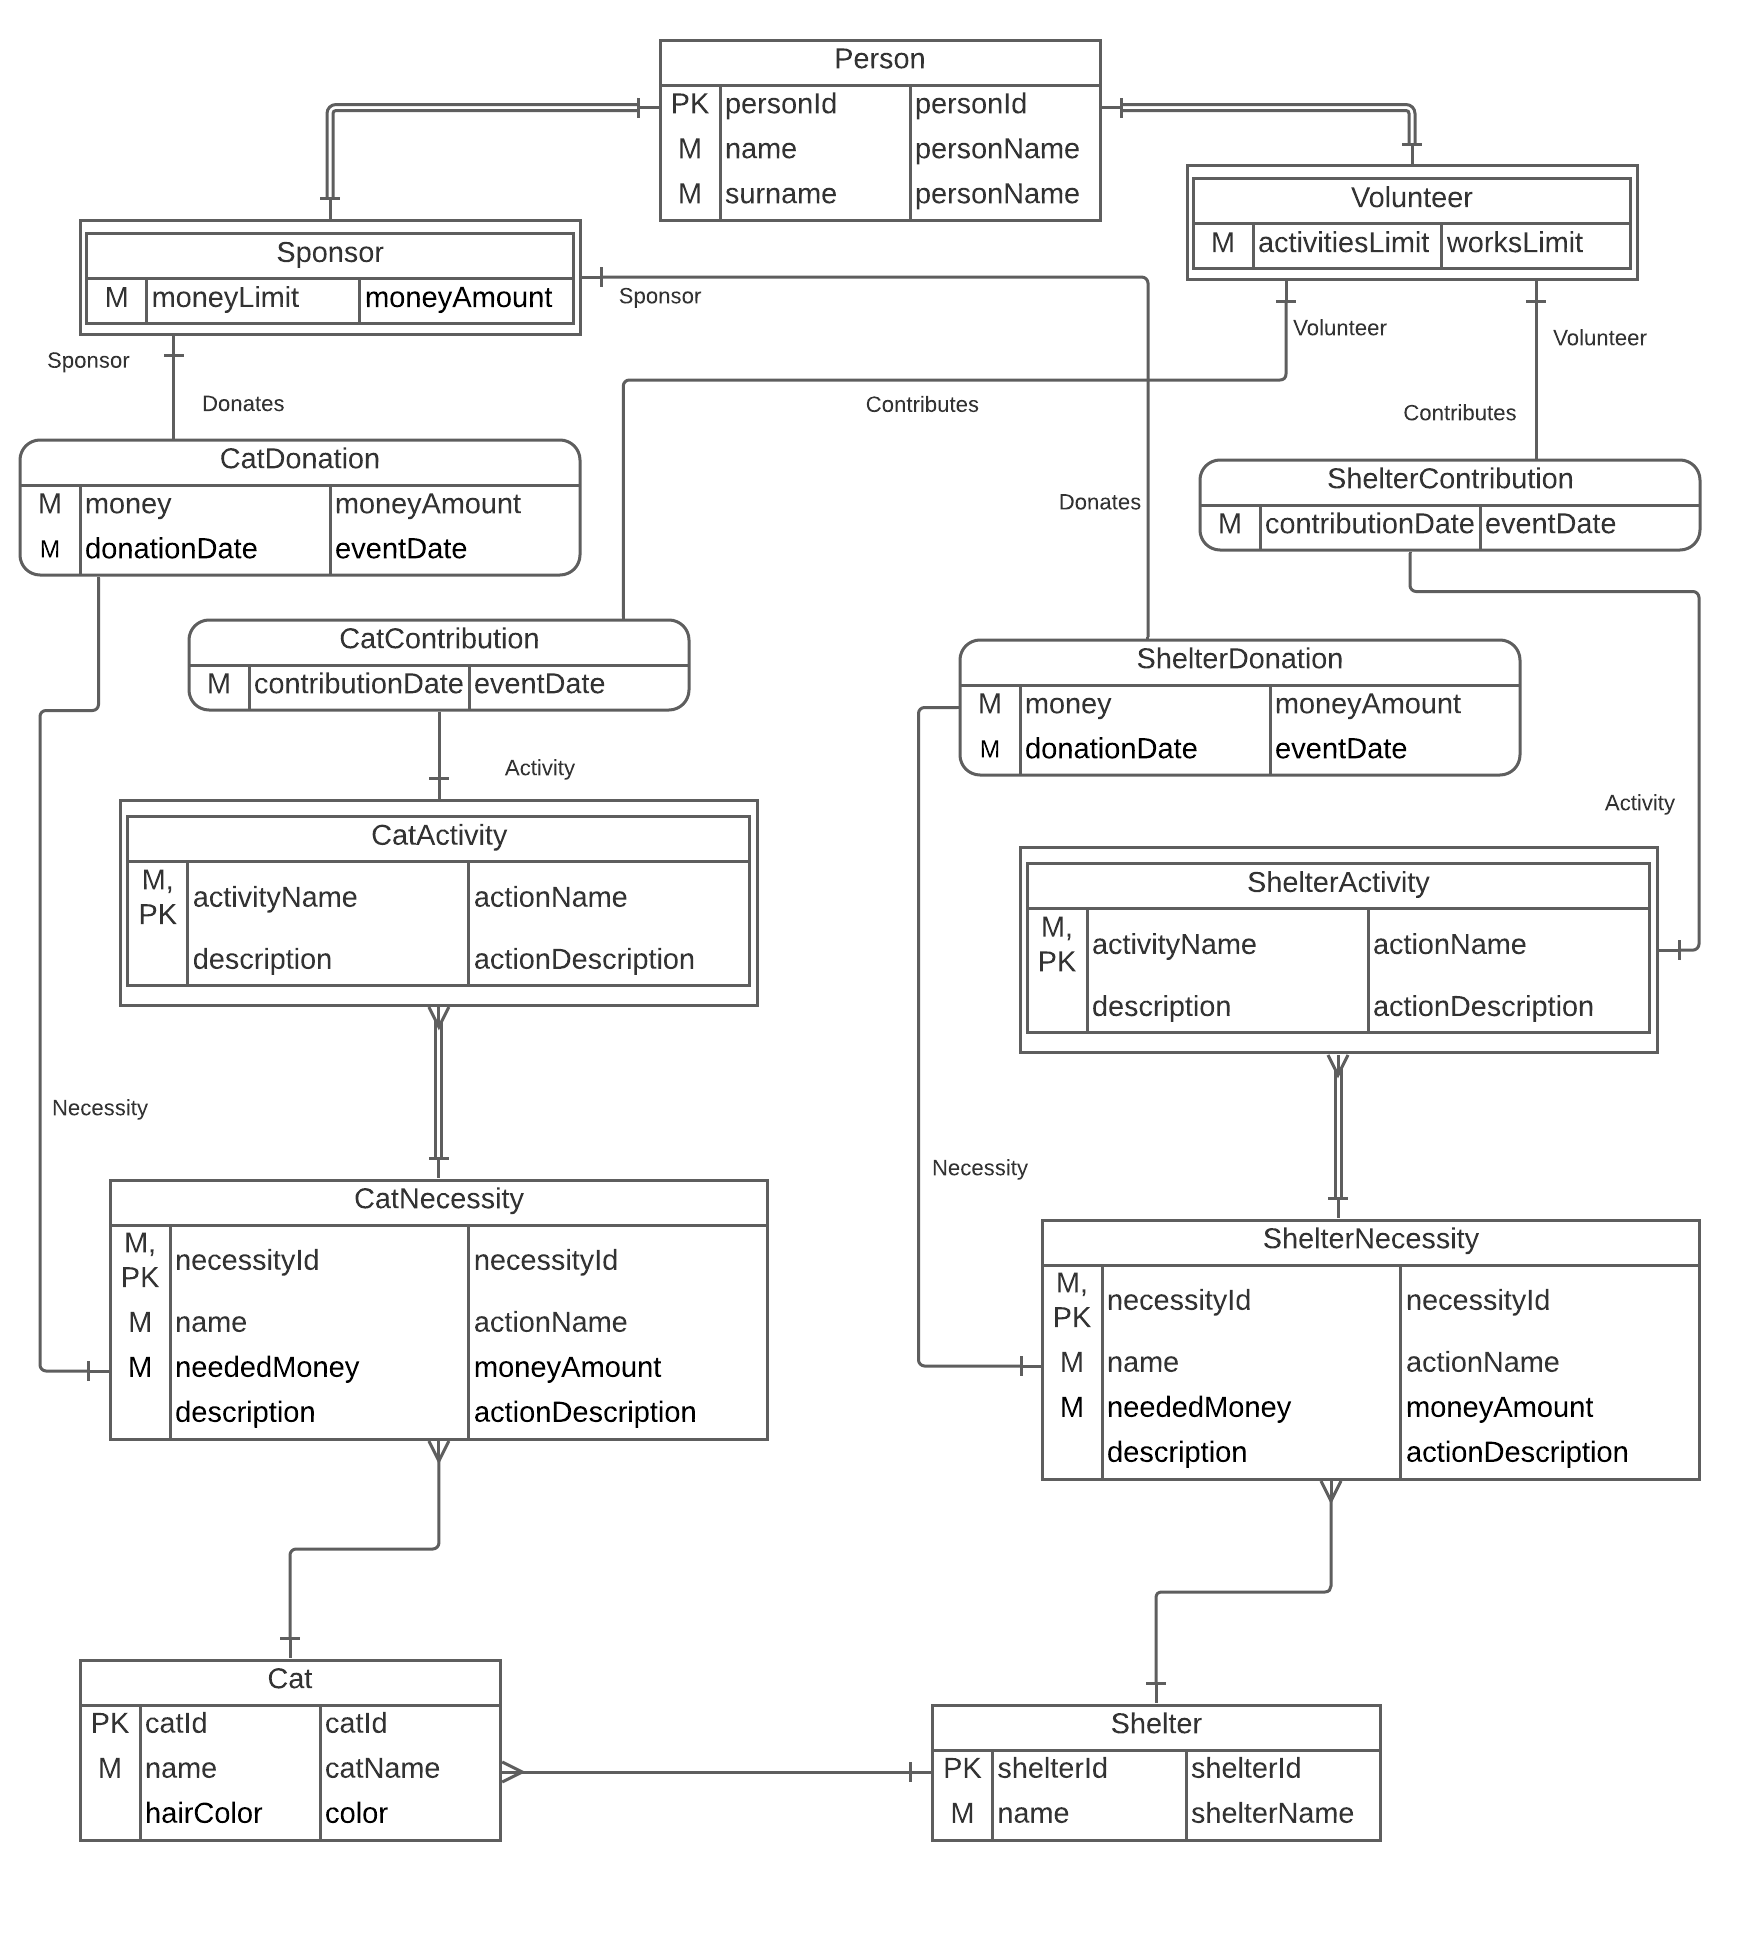 Person
PK personId personId
M name personName
M surname personName
Volunteer
M activitiesLimit worksLimit
Sponsor
M moneyLimit moneyAmount
Sponsor
Volunteer
Volunteer
Sponsor
Donates
Contributes
Contributes
CatDonation
M money moneyAmount
M donationDate eventDate
Donates
ShelterContribution
M contributionDate eventDate
CatContribution
M contributionDate eventDate
ShelterDonation
M money moneyAmount
M donationDate eventDate
Activity
Activity
CatActivity
M,
PK activityName actionName
description actionDescription
ShelterActivity
M,
PK activityName actionName
description actionDescription
Necessity
Necessity
CatNecessity
M,
PK necessityId necessityId
M name actionName
M neededMoney moneyAmount
description actionDescription
ShelterNecessity
M,
PK necessityId necessityId
M name actionName
M neededMoney moneyAmount
description actionDescription
Cat
PK catId catId
M name catName
hairColor color
Shelter
PK shelterId shelterId
M name shelterName